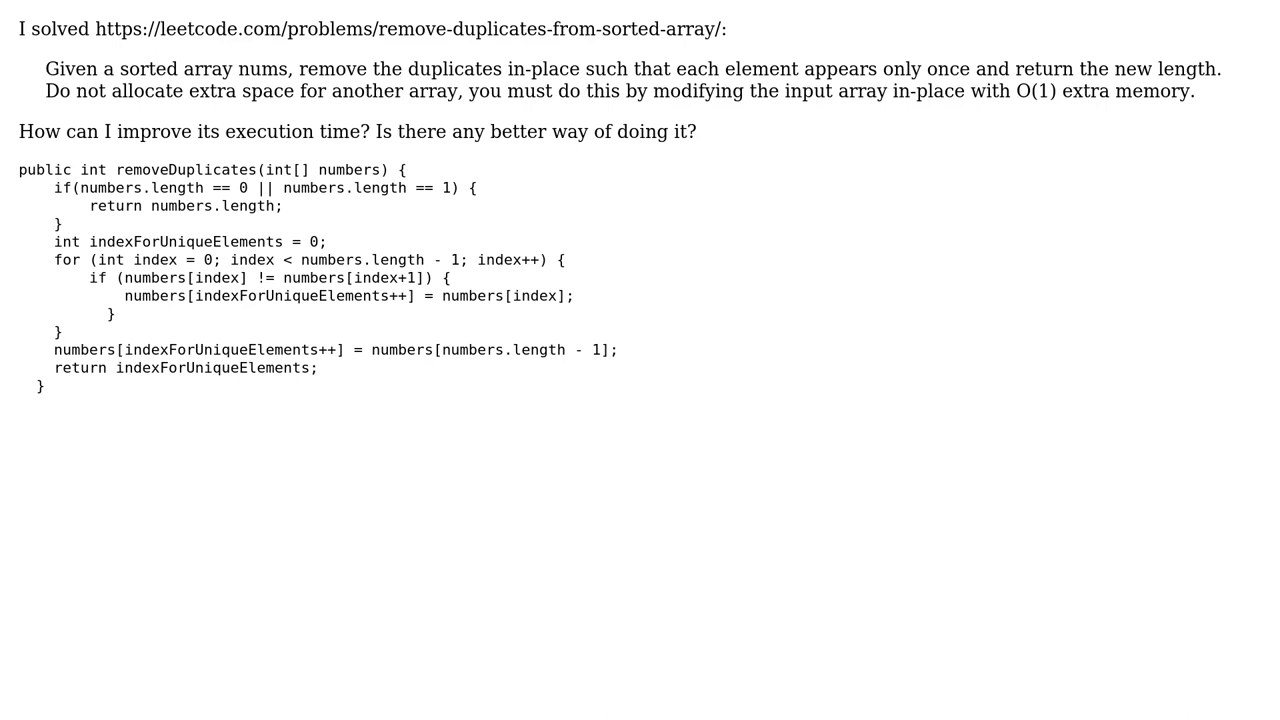 I solved https://leetcode.com/problems/remove-duplicates-from-sorted-array/:
Given a sorted array nums, remove the duplicates in-place such that each element appears only once and return the new length.
Do not allocate extra space for another array, you must do this by modifying the input array in-place with O(1) extra memory.
How can I improve its execution time? Is there any better way of doing it?
public int removeDuplicates(int[] numbers) {
    if(numbers.length == 0 || numbers.length == 1) {
        return numbers.length;
    }
    int indexForUniqueElements = 0;
    for (int index = 0; index < numbers.length - 1; index++) {
        if (numbers[index] != numbers[index+1]) {
            numbers[indexForUniqueElements++] = numbers[index];
          }
    }
    numbers[indexForUniqueElements++] = numbers[numbers.length - 1];
    return indexForUniqueElements;
  }